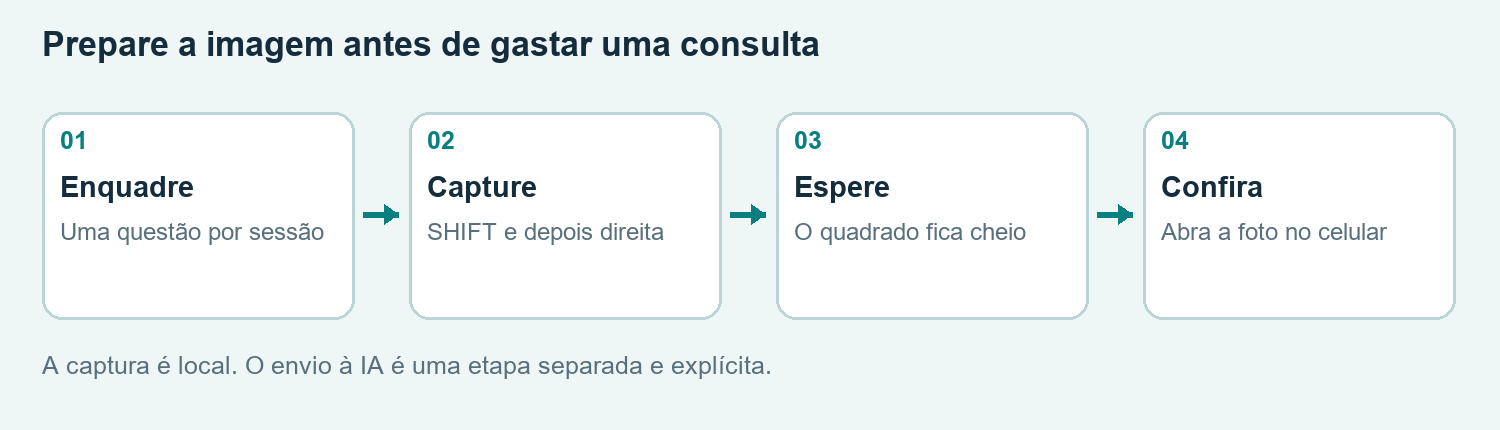 Prepare a imagem antes de gastar uma consulta
01
Enquadre
Uma questão por sessão
02
Capture
SHIFT e depois direita
03
Espere
O quadrado fica cheio
04
Confira
Abra a foto no celular
A captura é local. O envio à IA é uma etapa separada e explícita.